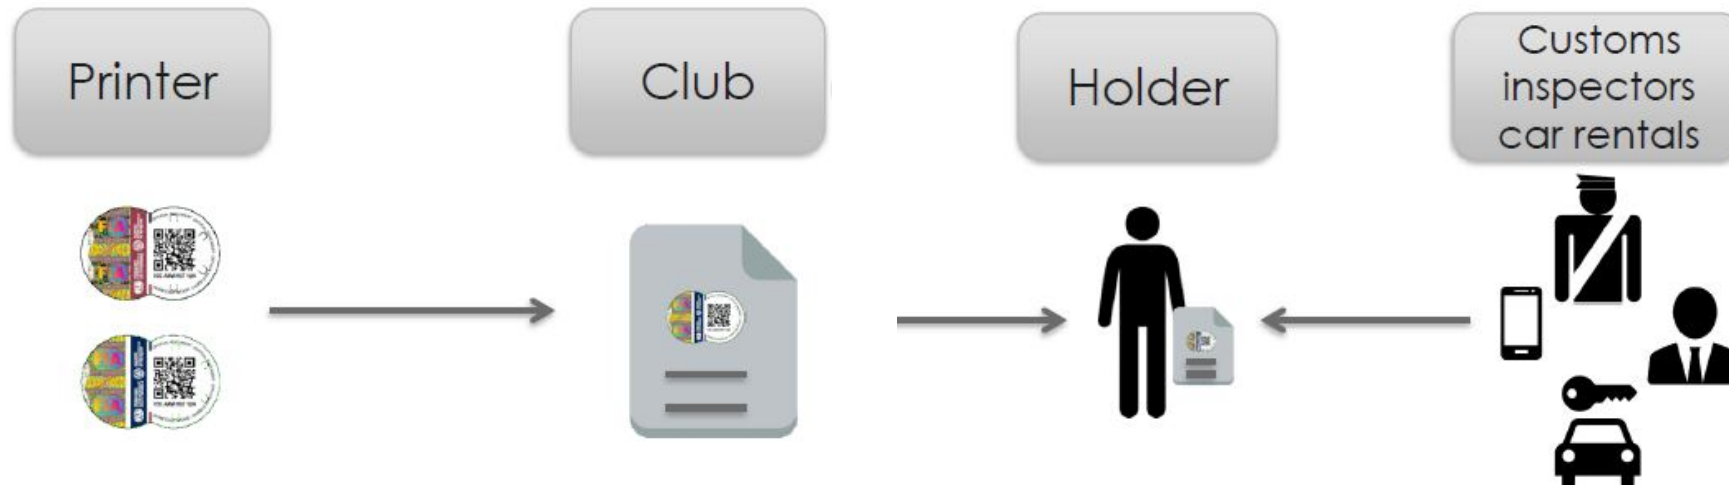 Printer
Club
Holder
Customs
inspectors
car rentals